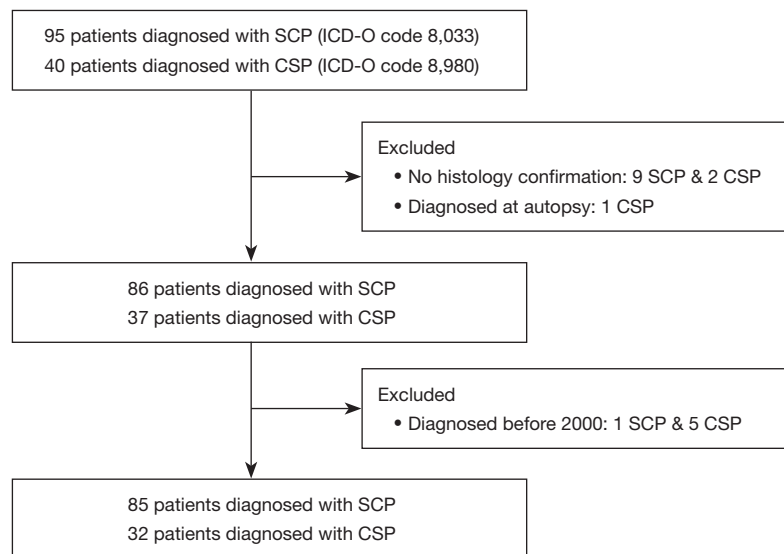 95 patients diagnosed with SCP (ICD-O code 8,033)
40 patients diagnosed with CSP (ICD-O code 8,980)
Excluded
• No histology confirmation: 9 SCP & 2 CSP
• Diagnosed at autopsy: 1 CSP
86 patients diagnosed with SCP
37 patients diagnosed with CSP
Excluded
• Diagnosed before 2000: 1 SCP & 5 CSP
85 patients diagnosed with SCP
32 patients diagnosed with CSP